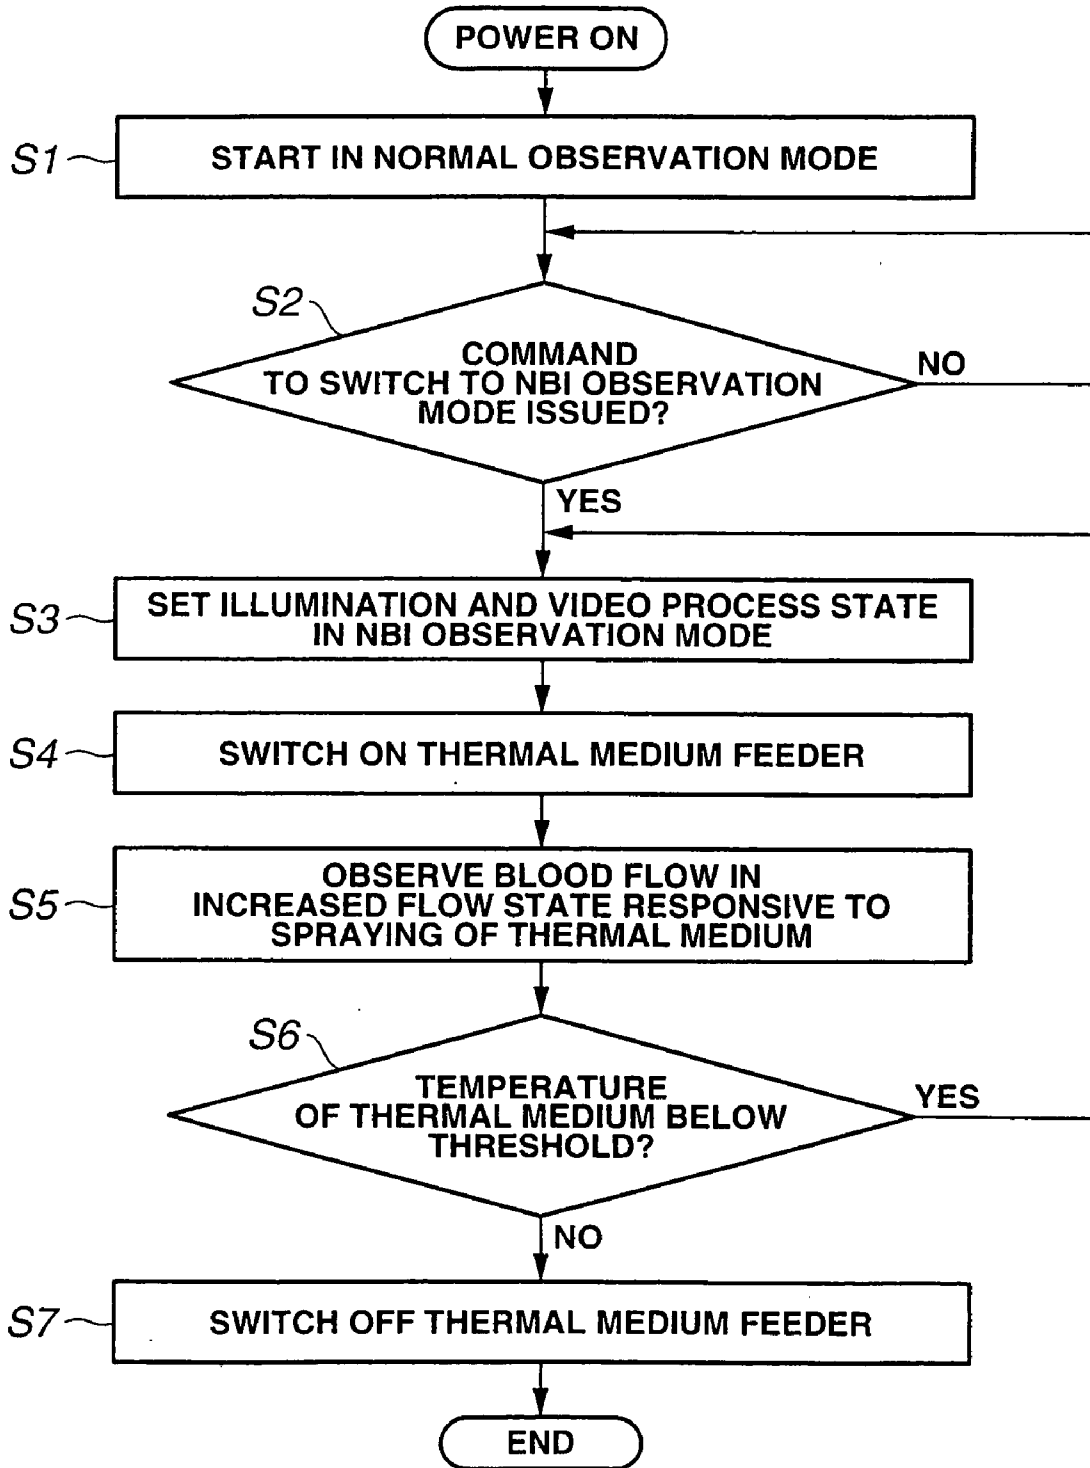 POWER ON
S1
START IN NORMAL OBSERVATION MODE
S2
COMMAND
TO SWITCH TO NBI OBSERVATION
MODE ISSUED?
NO
YES
S3
SET ILLUMINATION AND VIDEO PROCESS STATE
IN NBI OBSERVATION MODE
S4
SWITCH ON THERMAL MEDIUM FEEDER
S5
OBSERVE BLOOD FLOW IN
INCREASED FLOW STATE RESPONSIVE TO
SPRAYING OF THERMAL MEDIUM
S6
TEMPERATURE
OF THERMAL MEDIUM BELOW
THRESHOLD?
YES
NO
S7
SWITCH OFF THERMAL MEDIUM FEEDER
END